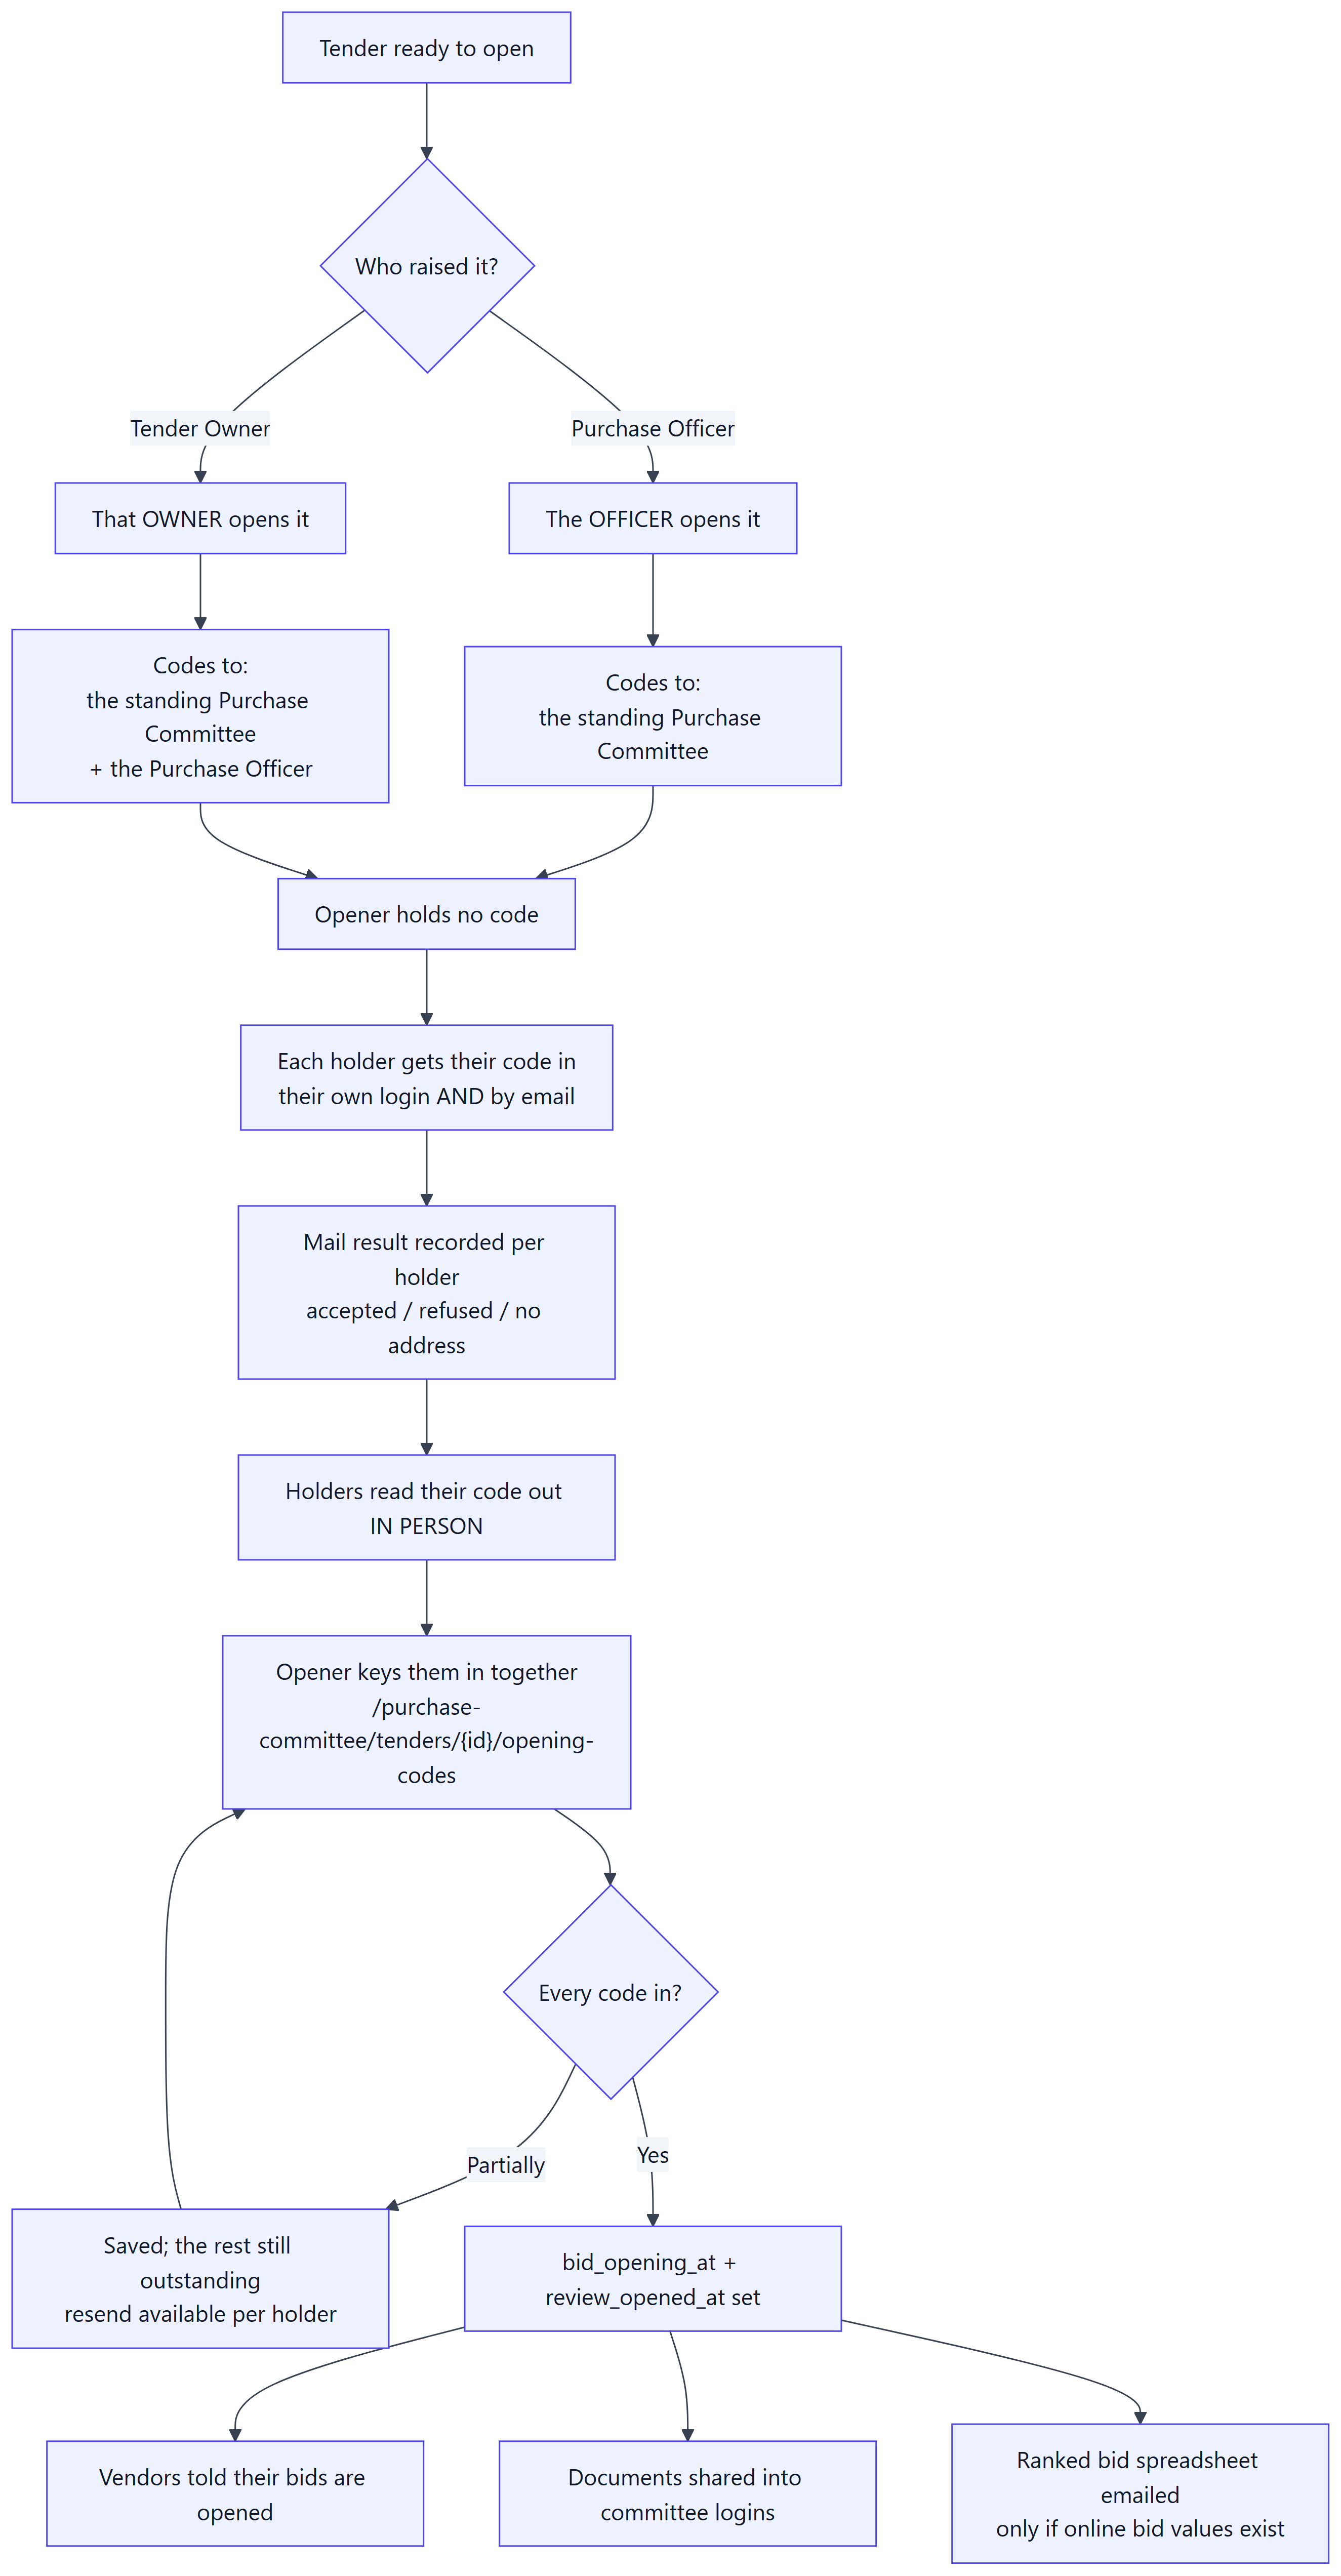 Tender ready to open
Who raised it?
Tender Owner
Purchase Officer
That OWNER opens it
The OFFICER opens it
Codes to:
the standing Purchase
Committee
+ the Purchase Officer
Codes to:
the standing Purchase
Committee
Opener holds no code
Each holder gets their code in
their own login AND by email
Mail result recorded per
holder
accepted / refused / no
address
Holders read their code out
IN PERSON
Opener keys them in together
/purchase-
committee/tenders/{id}/opening-
codes
Every code in?
Partially
Yes
Saved; the rest still
outstanding
resend available per holder
bid_opening_at +
review_opened_at set
Vendors told their bids are
opened
Documents shared into
committee logins
Ranked bid spreadsheet
emailed
only if online bid values exist